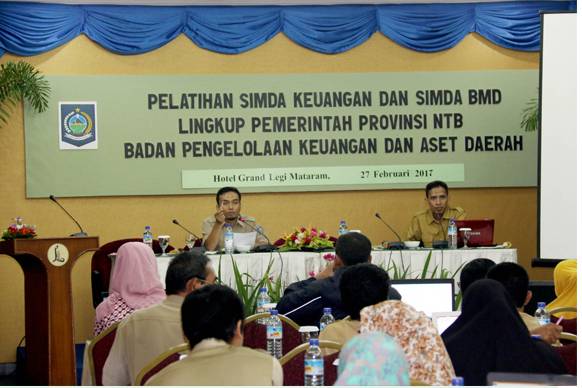 PELATIHAN SIMDA KEUANGAN DAN SIMDA BMD
LINGKUP PEMERINTAH PROVINSI NTB
BADAN PENGELOLAAN KEUANGAN DAN ASET DAERAH
Hotel Grand Legi Mataram, 27 Februari 2017